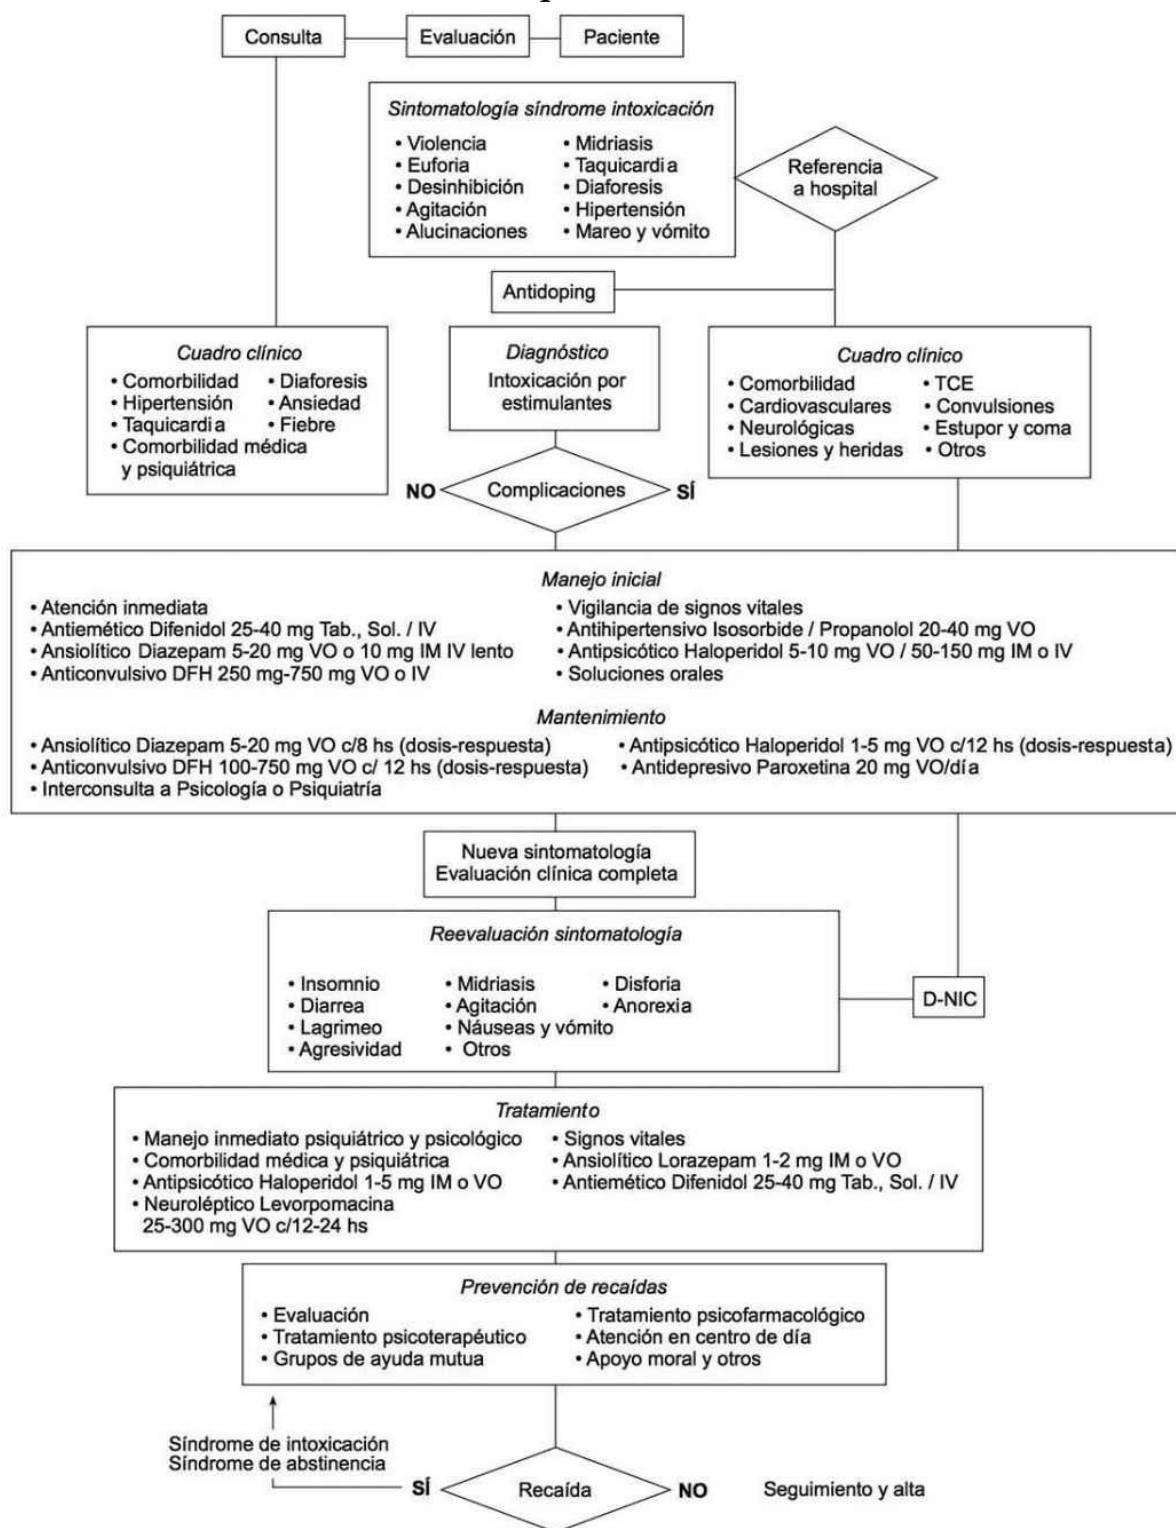 Consulta
Evaluación
Paciente
Sintomatología síndrome intoxicación
• Violencia
• Euforia
• Desinhibición
• Agitación
• Alucinaciones
• Midriasis
• Taquicardia
• Diaforesis
• Hipertensión
• Mareo y vómito
Referencia
a hospital
Antidoping
Cuadro clínico
• Comorbilidad
• Hipertensión
• Taquicardia
• Comorbilidad médica
y psiquiátrica
• Diaforesis
• Ansiedad
• Fiebre
Diagnóstico
Intoxicación por
estimulantes
Cuadro clínico
• Comorbilidad
• Cardiovasculares
• Neurológicas
• Lesiones y heridas
• TCE
• Convulsiones
• Estupor y coma
• Otros
NO
Complicaciones
SÍ
Manejo inicial
• Atención inmediata
• Antiemético Difenidol 25-40 mg Tab., Sol. / IV
• Ansiolítico Diazepam 5-20 mg VO o 10 mg IM IV lento
• Anticonvulsivo DFH 250 mg-750 mg VO o IV
• Vigilancia de signos vitales
• Antihipertensivo Isosorbide / Propanolol 20-40 mg VO
• Antipsicótico Haloperidol 5-10 mg VO / 50-150 mg IM o IV
• Soluciones orales
Mantenimiento
• Ansiolítico Diazepam 5-20 mg VO c/8 hs (dosis-respuesta)
• Anticonvulsivo DFH 100-750 mg VO c/ 12 hs (dosis-respuesta)
• Interconsulta a Psicología o Psiquiatría
• Antipsicótico Haloperidol 1-5 mg VO c/12 hs (dosis-respuesta)
• Antidepresivo Paroxetina 20 mg VO/día
Nueva sintomatología
Evaluación clínica completa
Reevaluación sintomatología
• Insomnio
• Diarrea
• Lagrimeo
• Agresividad
• Midriasis
• Agitación
• Náuseas y vómito
• Otros
• Disforia
• Anorexia
D-NIC
Tratamiento
• Manejo inmediato psiquiátrico y psicológico
• Comorbilidad médica y psiquiátrica
• Antipsicótico Haloperidol 1-5 mg IM o VO
• Neuroléptico Levorpomacina
25-300 mg VO c/12-24 hs
• Signos vitales
• Ansiolítico Lorazepam 1-2 mg IM o VO
• Antiemético Difenidol 25-40 mg Tab., Sol. / IV
Prevención de recaídas
• Evaluación
• Tratamiento psicoterapéutico
• Grupos de ayuda mutua
• Tratamiento psicofarmacológico
• Atención en centro de día
• Apoyo moral y otros
Síndrome de intoxicación
Síndrome de abstinencia
SÍ
Recaída
NO
Seguimiento y alta